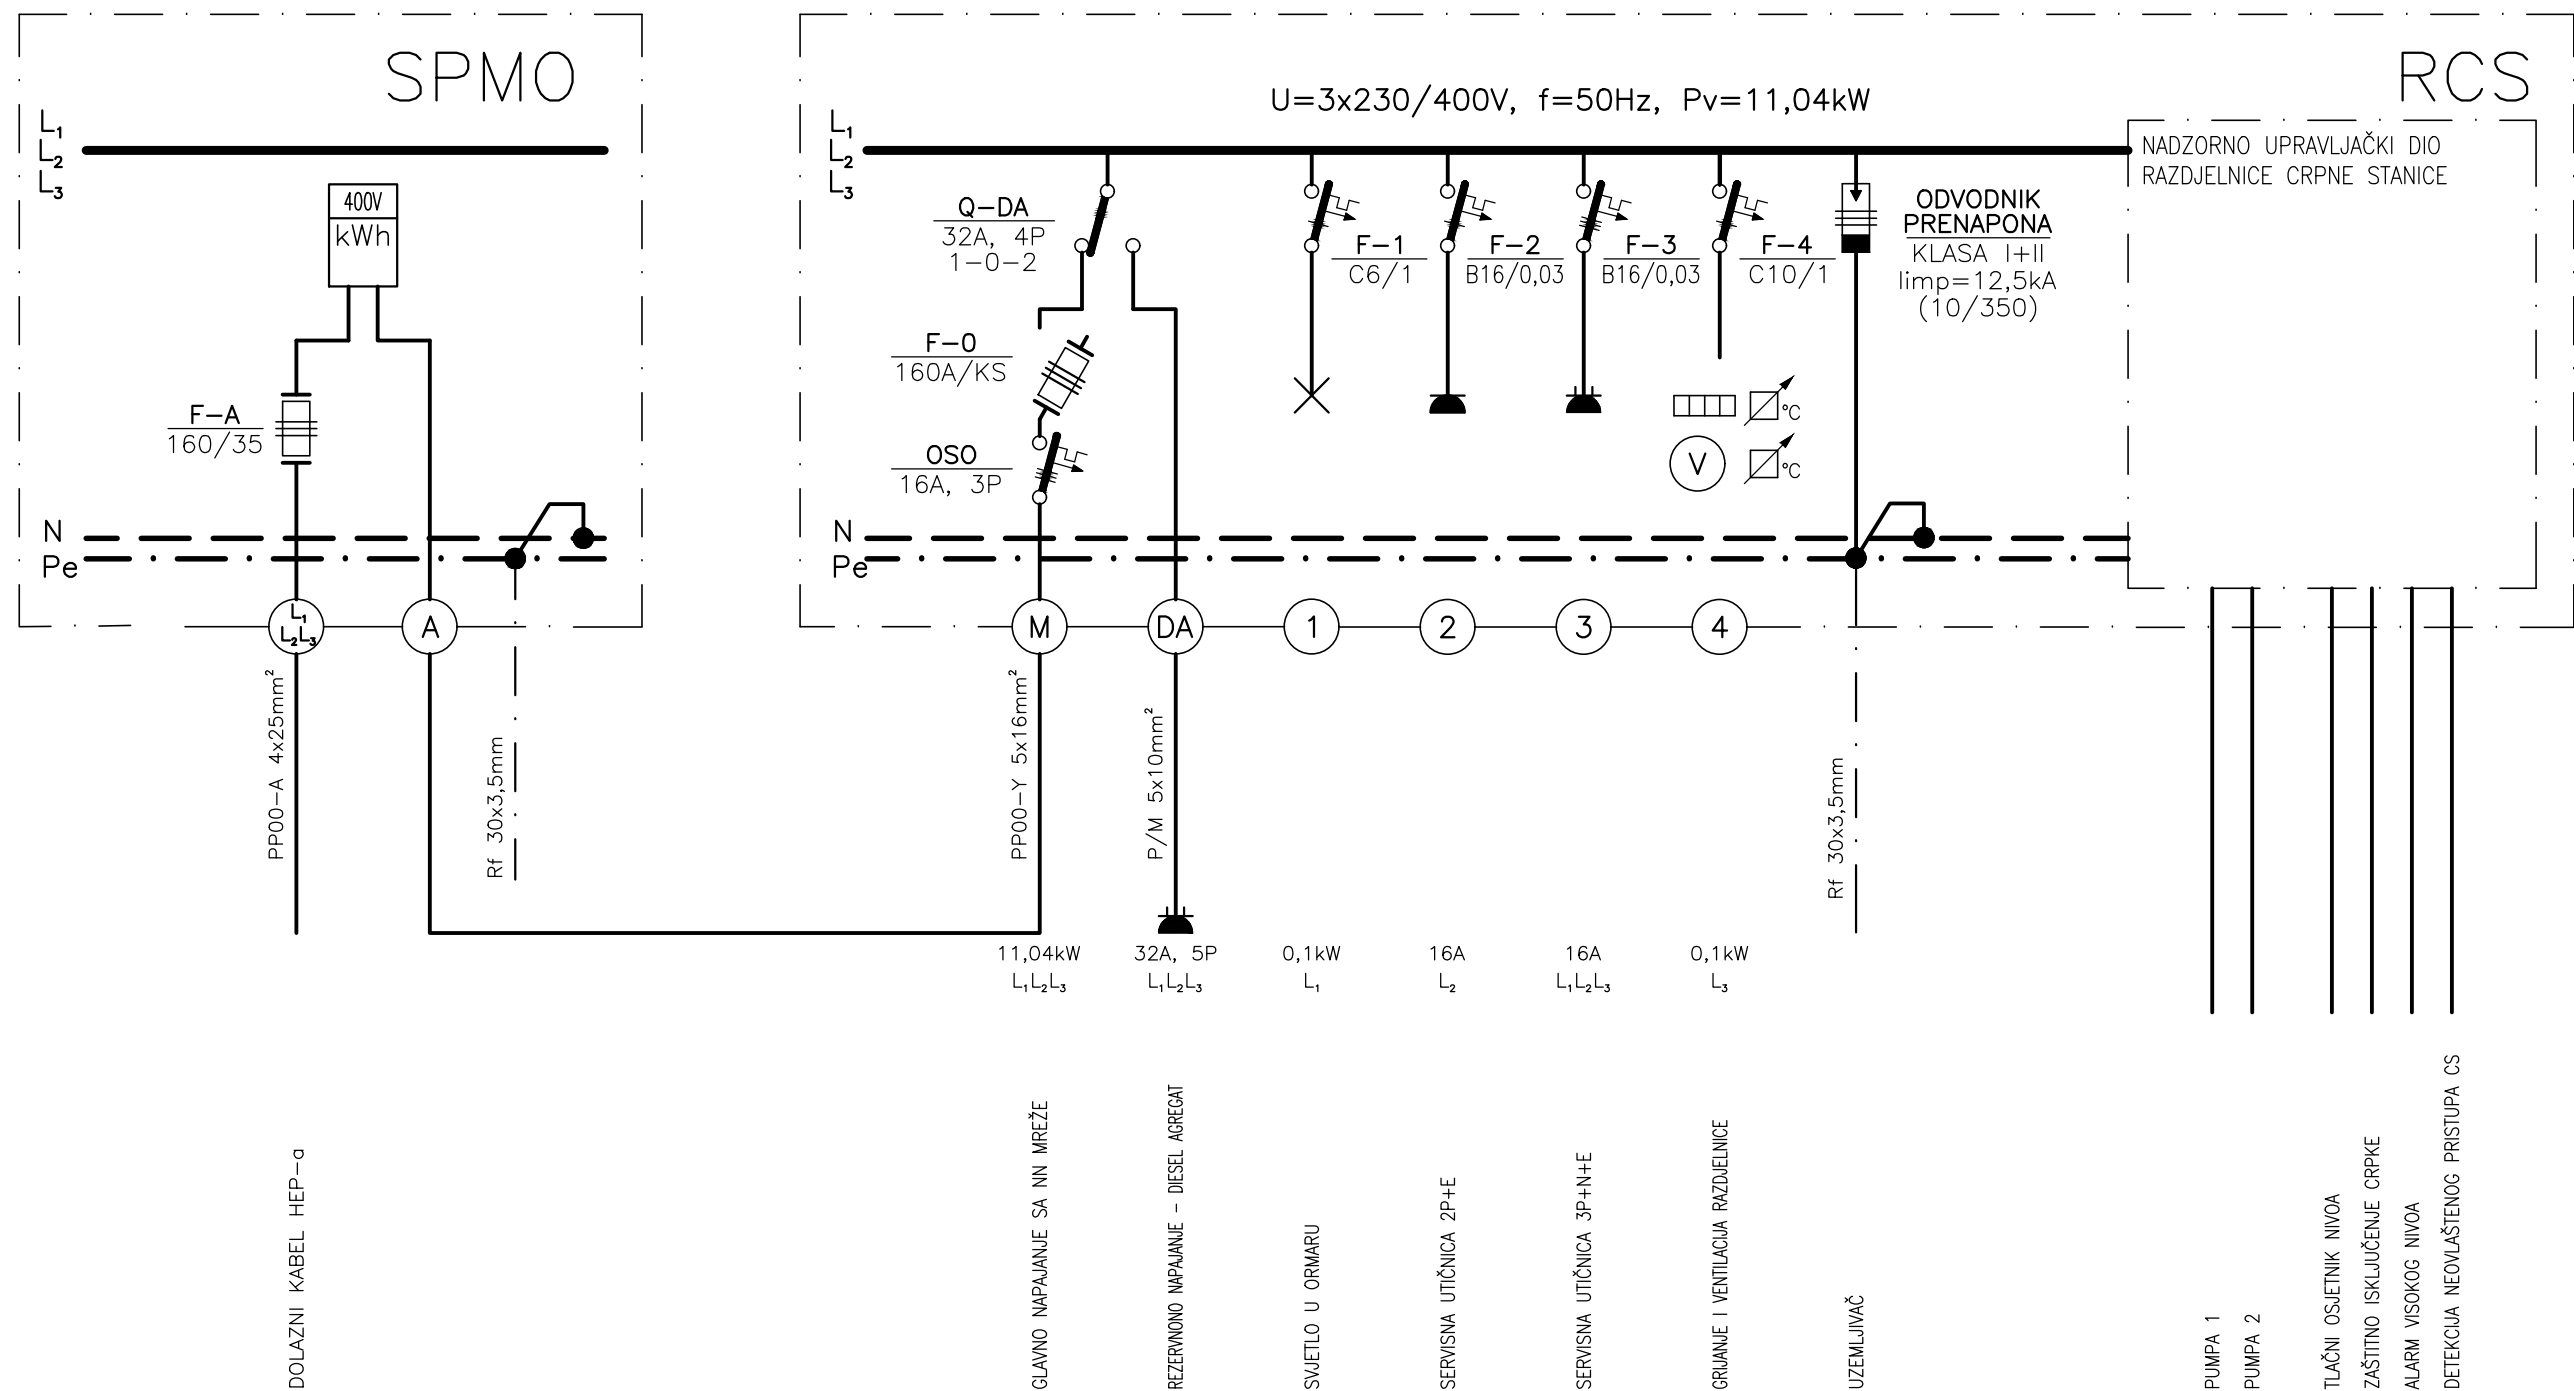 SPMO
L₁
L₂
L₃
400V
kWh
F-A
160/35
N
Pe
L₁
L₂L₃
A
PP00-A 4x25mm²
Rf 30x3,5mm
DOLAZNI KABEL HEP-a
RCS
U=3x230/400V, f=50Hz, Pv=11,04kW
L₁
L₂
L₃
NADZORNO UPRAVLJAČKI DIO
RAZDJELNICE CRPNE STANICE
Q-DA
32A, 4P
1-0-2
F-0
160A/KS
OSO
16A, 3P
F-1
C6/1
F-2
B16/0,03
F-3
B16/0,03
F-4
C10/1
ODVODNIK
PRENAPONA
KLASA I+II
Iimp=12,5kA
(10/350)
°C
V
°C
N
Pe
M
DA
1
2
3
4
PP00-Y 5x16mm²
P/M 5x10mm²
Rf 30x3,5mm
11,04kW
L₁L₂L₃
32A, 5P
L₁L₂L₃
0,1kW
L₁
16A
L₂
16A
L₁L₂L₃
0,1kW
L₃
GLAVNO NAPAJANJE SA NN MREŽE
REZERVNONO NAPAJANJE - DIESEL AGREGAT
SVJETLO U ORMARU
SERVISNA UTIČNICA 2P+E
SERVISNA UTIČNICA 3P+N+E
GRIJANJE I VENTILACIJA RAZDJELNICE
UZEMLJIVAČ
PUMPA 1
PUMPA 2
TLAČNI OSJETNIK NIVOA
ZAŠTITNO ISKLJUČENJE CRPKE
ALARM VISOKOG NIVOA
DETEKCIJA NEOVLAŠTENOG PRISTUPA CS